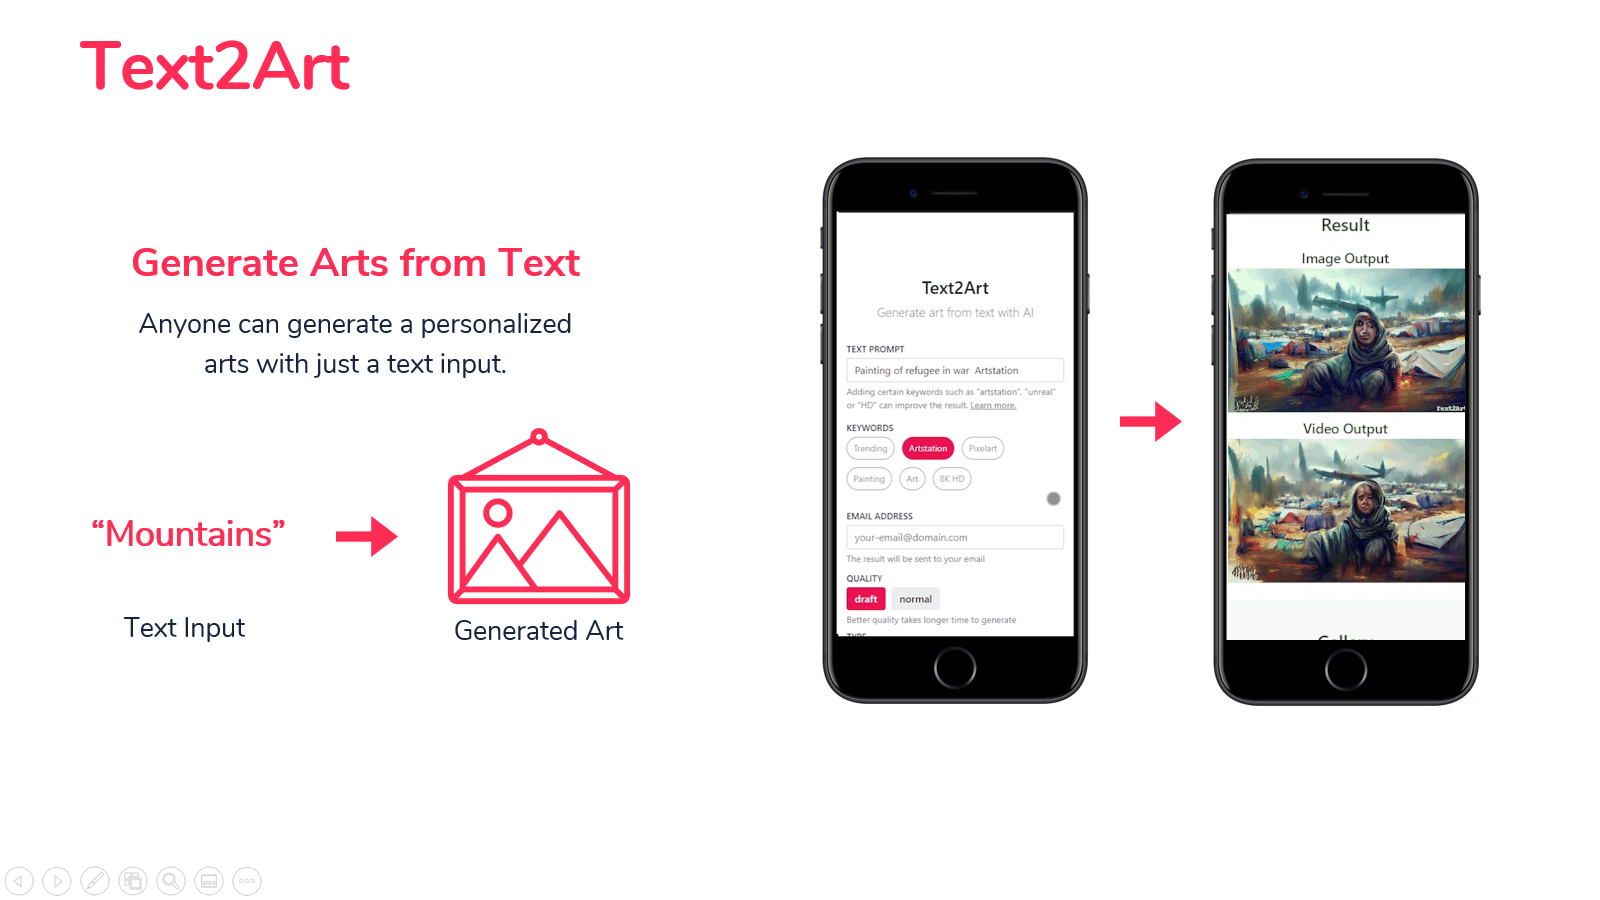 Text2Art
Generate Arts from Text
Anyone can generate a personalized
arts with just a text input.
“Mountains”
Text Input
Generated Art
Text2Art
Generate art from text with AI
TEXT PROMPT
Painting of refugee in war Artstation
Adding certain keywords such as "artstation", "unreal"
or "HD" can improve the result. Learn more.
KEYWORDS
Trending Artstation Pixelart
Painting Art 8K HD
EMAIL ADDRESS
your-email@domain.com
The result will be sent to your email
QUALITY
draft normal
Better quality takes longer time to generate
TYPE
Result
Image Output
Text2Art
Video Output
Gallery